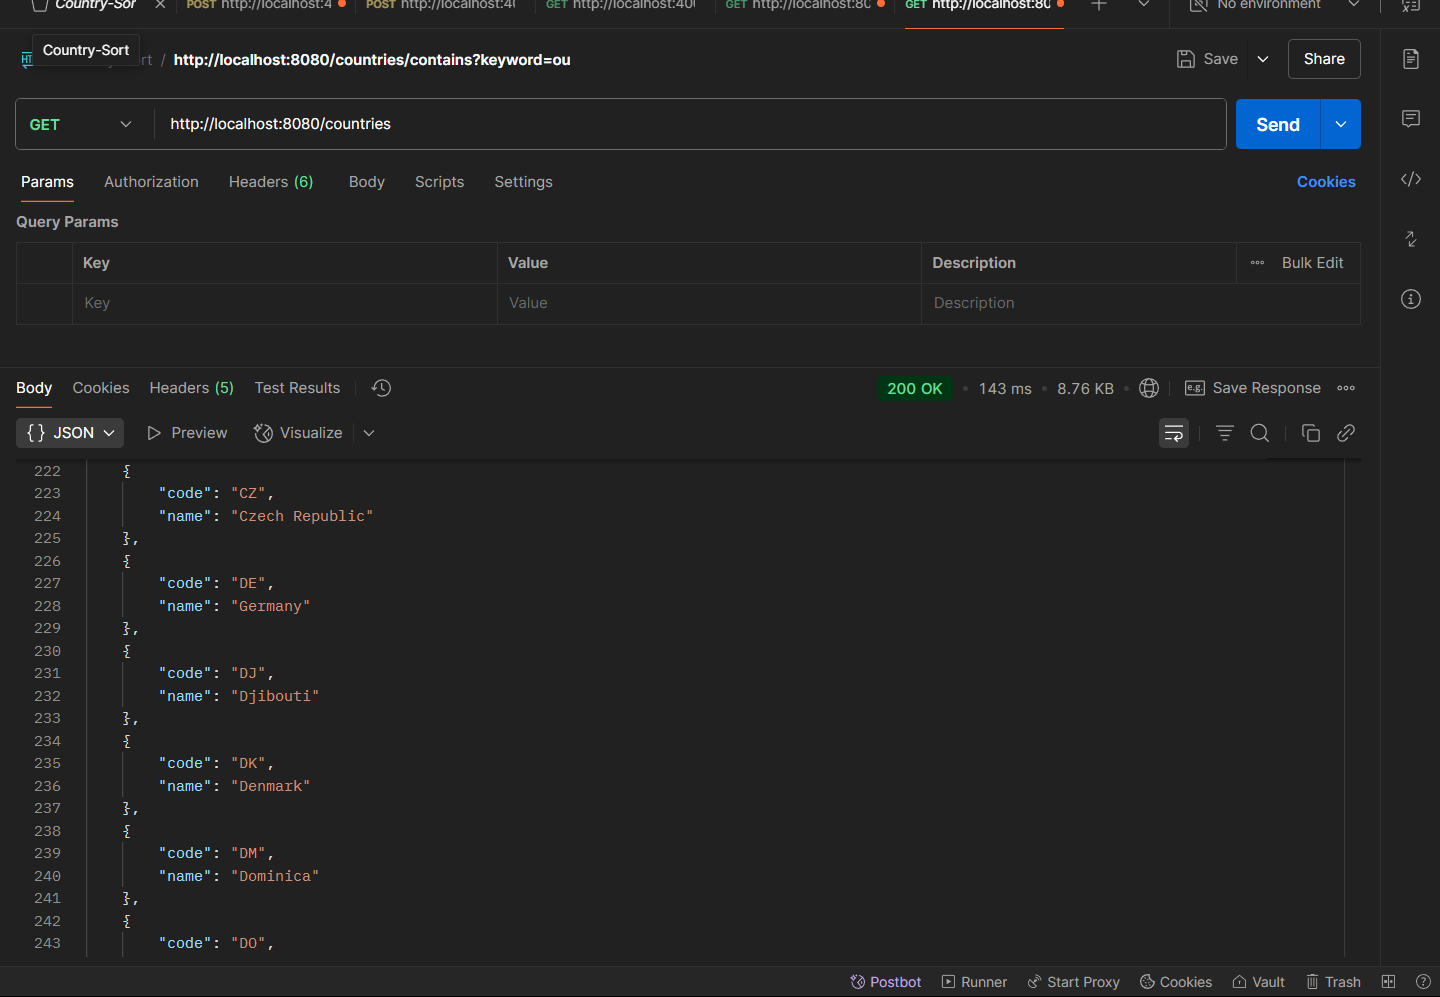 Country-Sor
POST http://localhost:4
POST http://localhost:40
GET http://localhost:400
GET http://localhost:80
GET http://localhost:80
No environment
Country-Sort
rt / http://localhost:8080/countries/contains?keyword=ou
Save
Share
GET http://localhost:8080/countries
Send
Params Authorization Headers (6) Body Scripts Settings Cookies
Query Params
Key Value Description Bulk Edit
Key Value Description
Body Cookies Headers (5) Test Results 200 OK • 143 ms • 8.76 KB • e.g. Save Response
{} JSON Preview Visualize
222 {
223 "code": "CZ",
224 "name": "Czech Republic"
225 },
226 {
227 "code": "DE",
228 "name": "Germany"
229 },
230 {
231 "code": "DJ",
232 "name": "Djibouti"
233 },
234 {
235 "code": "DK",
236 "name": "Denmark"
237 },
238 {
239 "code": "DM",
240 "name": "Dominica"
241 },
242 {
243 "code": "DO",
Postbot Runner Start Proxy Cookies Vault Trash